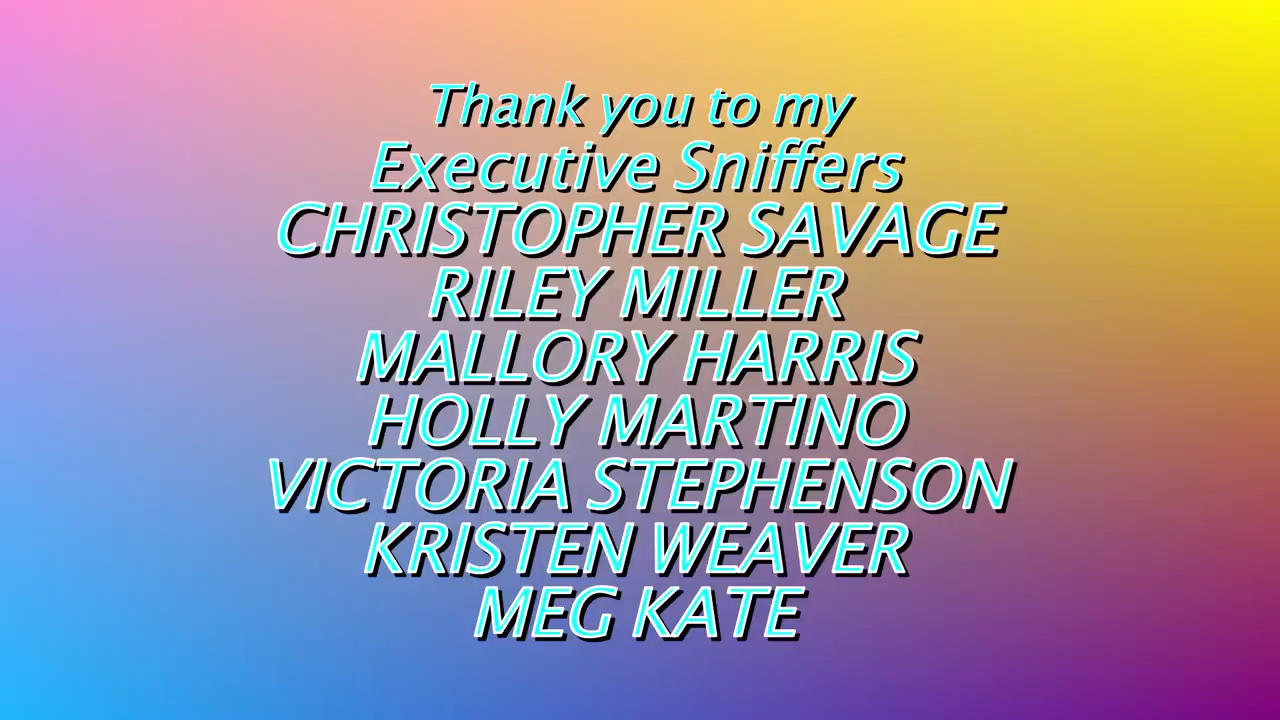 Thank you to my
Executive Sniffers
CHRISTOPHER SAVAGE
RILEY MILLER
MALLORY HARRIS
HOLLY MARTINO
VICTORIA STEPHENSON
KRISTEN WEAVER
MEG KATE